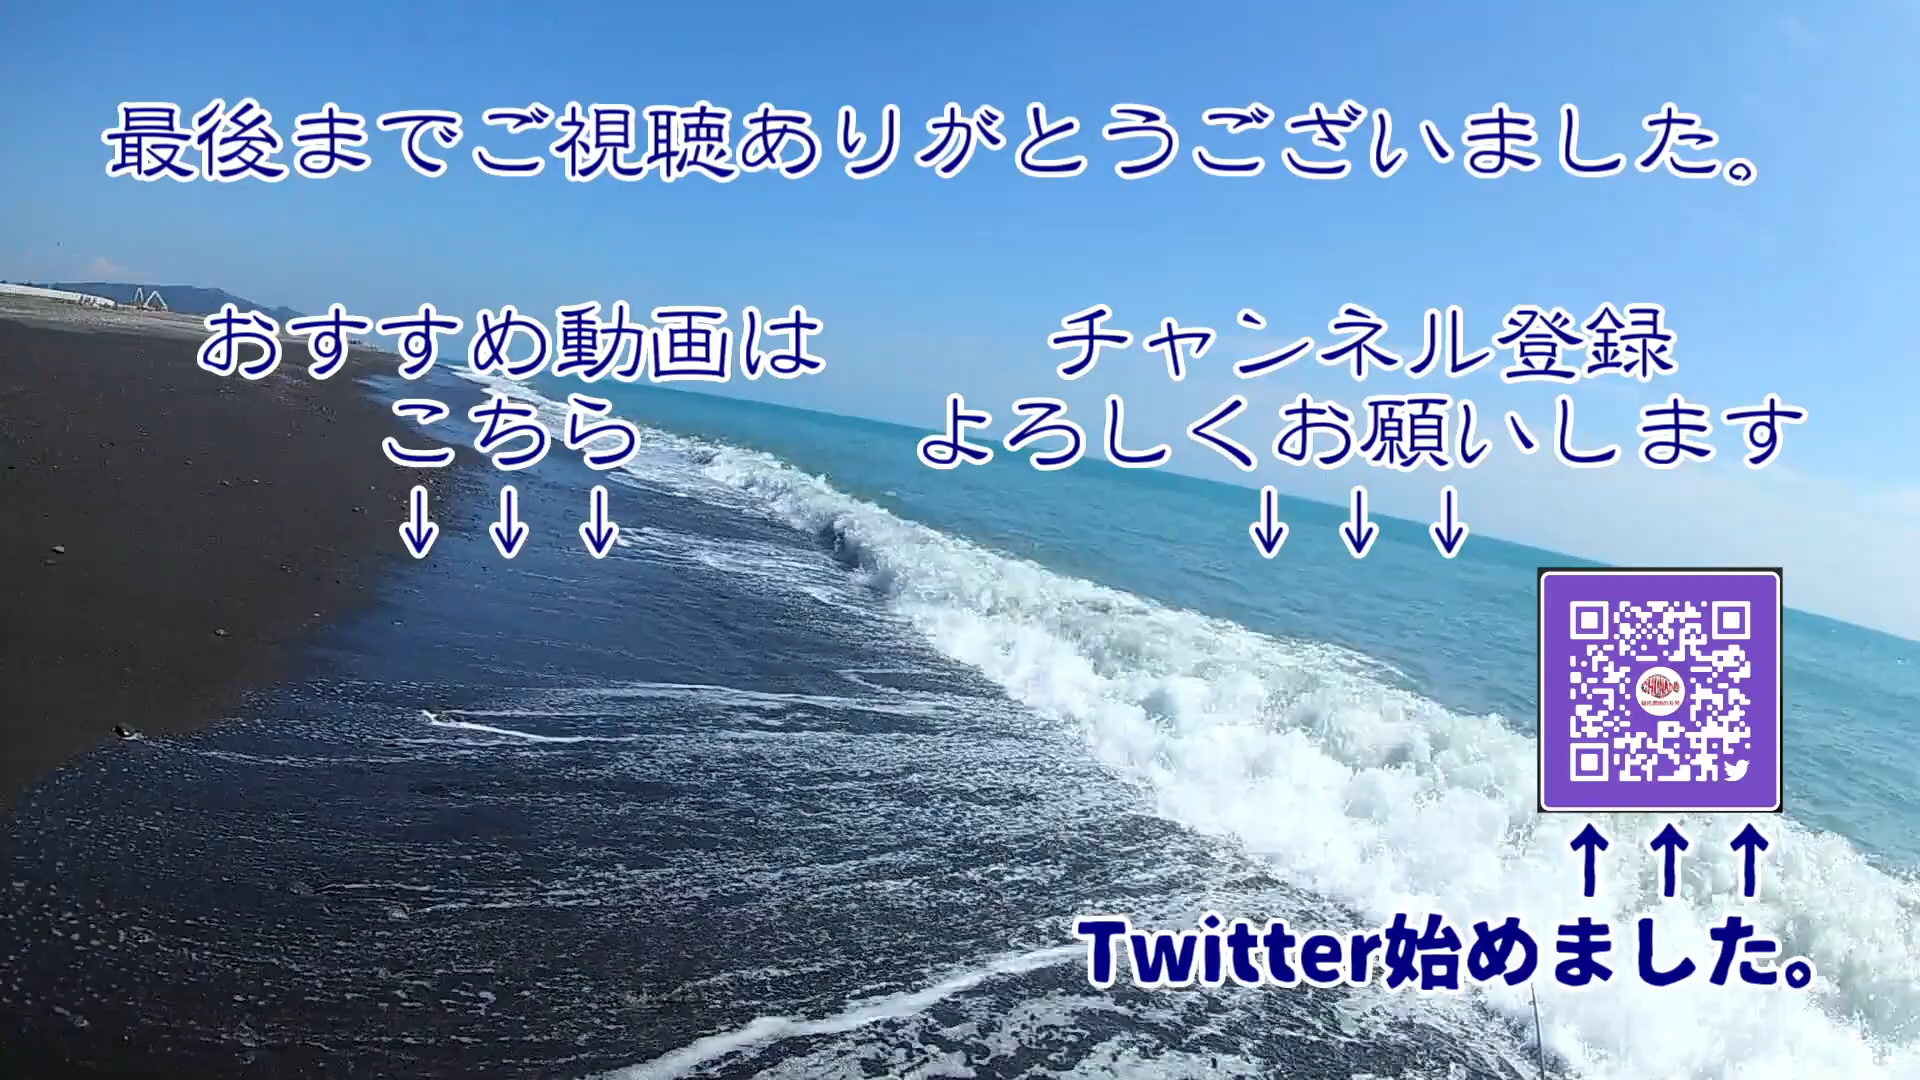 最後までご視聴ありがとうございました。
おすすめ動画は
こちら
↓ ↓ ↓
チャンネル登録
よろしくお願いします
↓ ↓ ↓
↑ ↑ ↑
Twitter始めました。